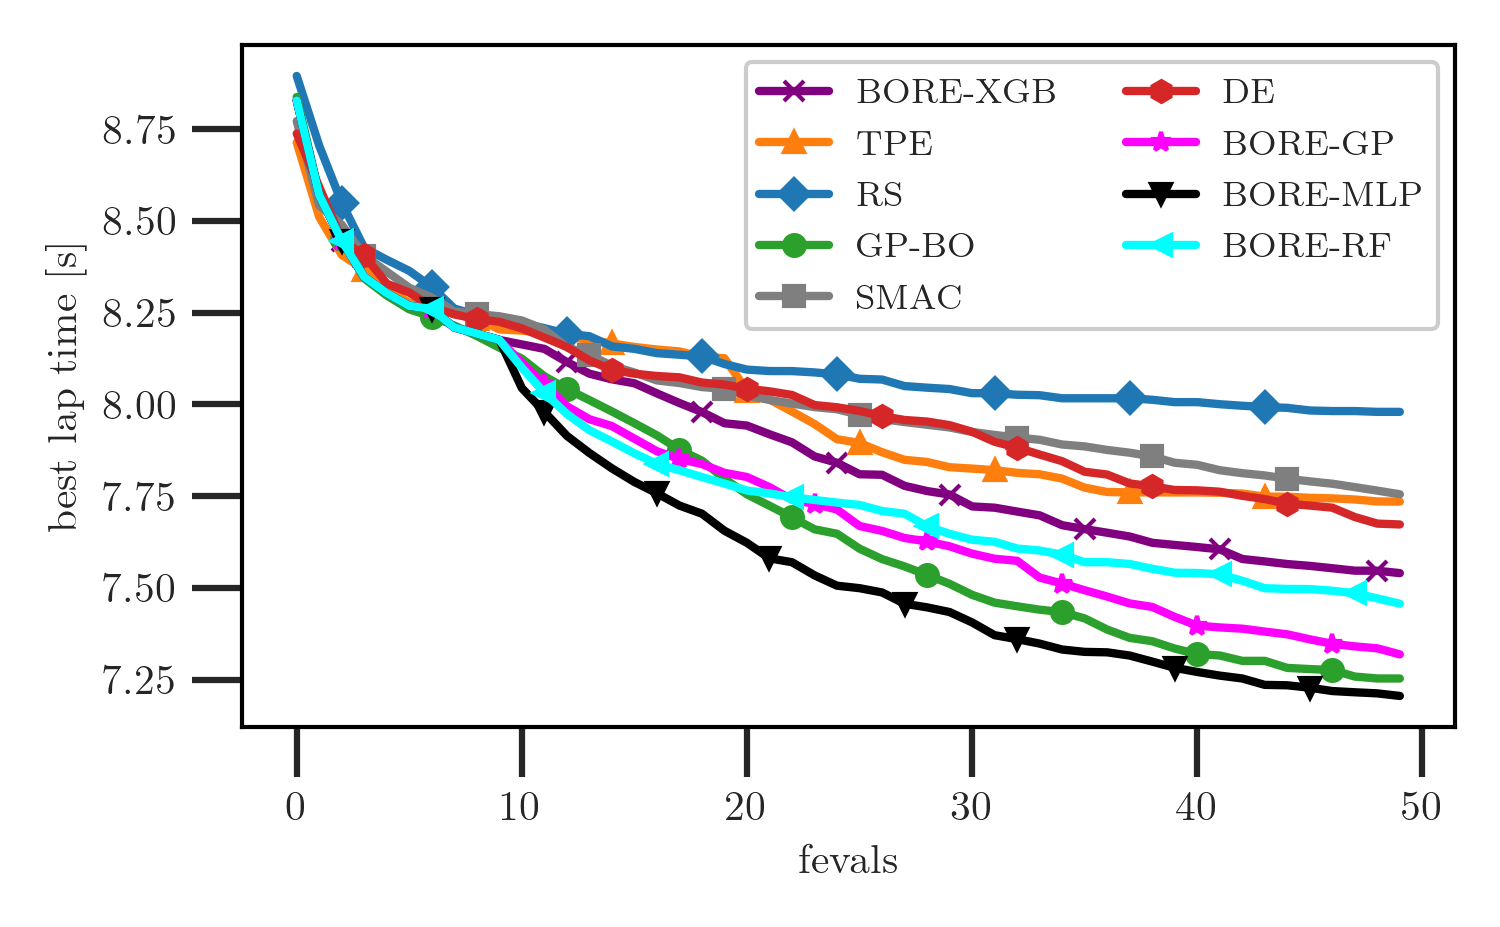 best lap time [s]
8.75
8.50
8.25
8.00
7.75
7.50
7.25
BORE-XGB
TPE
RS
GP-BO
SMAC
DE
BORE-GP
BORE-MLP
BORE-RF
0
10
20
30
40
50
fevals